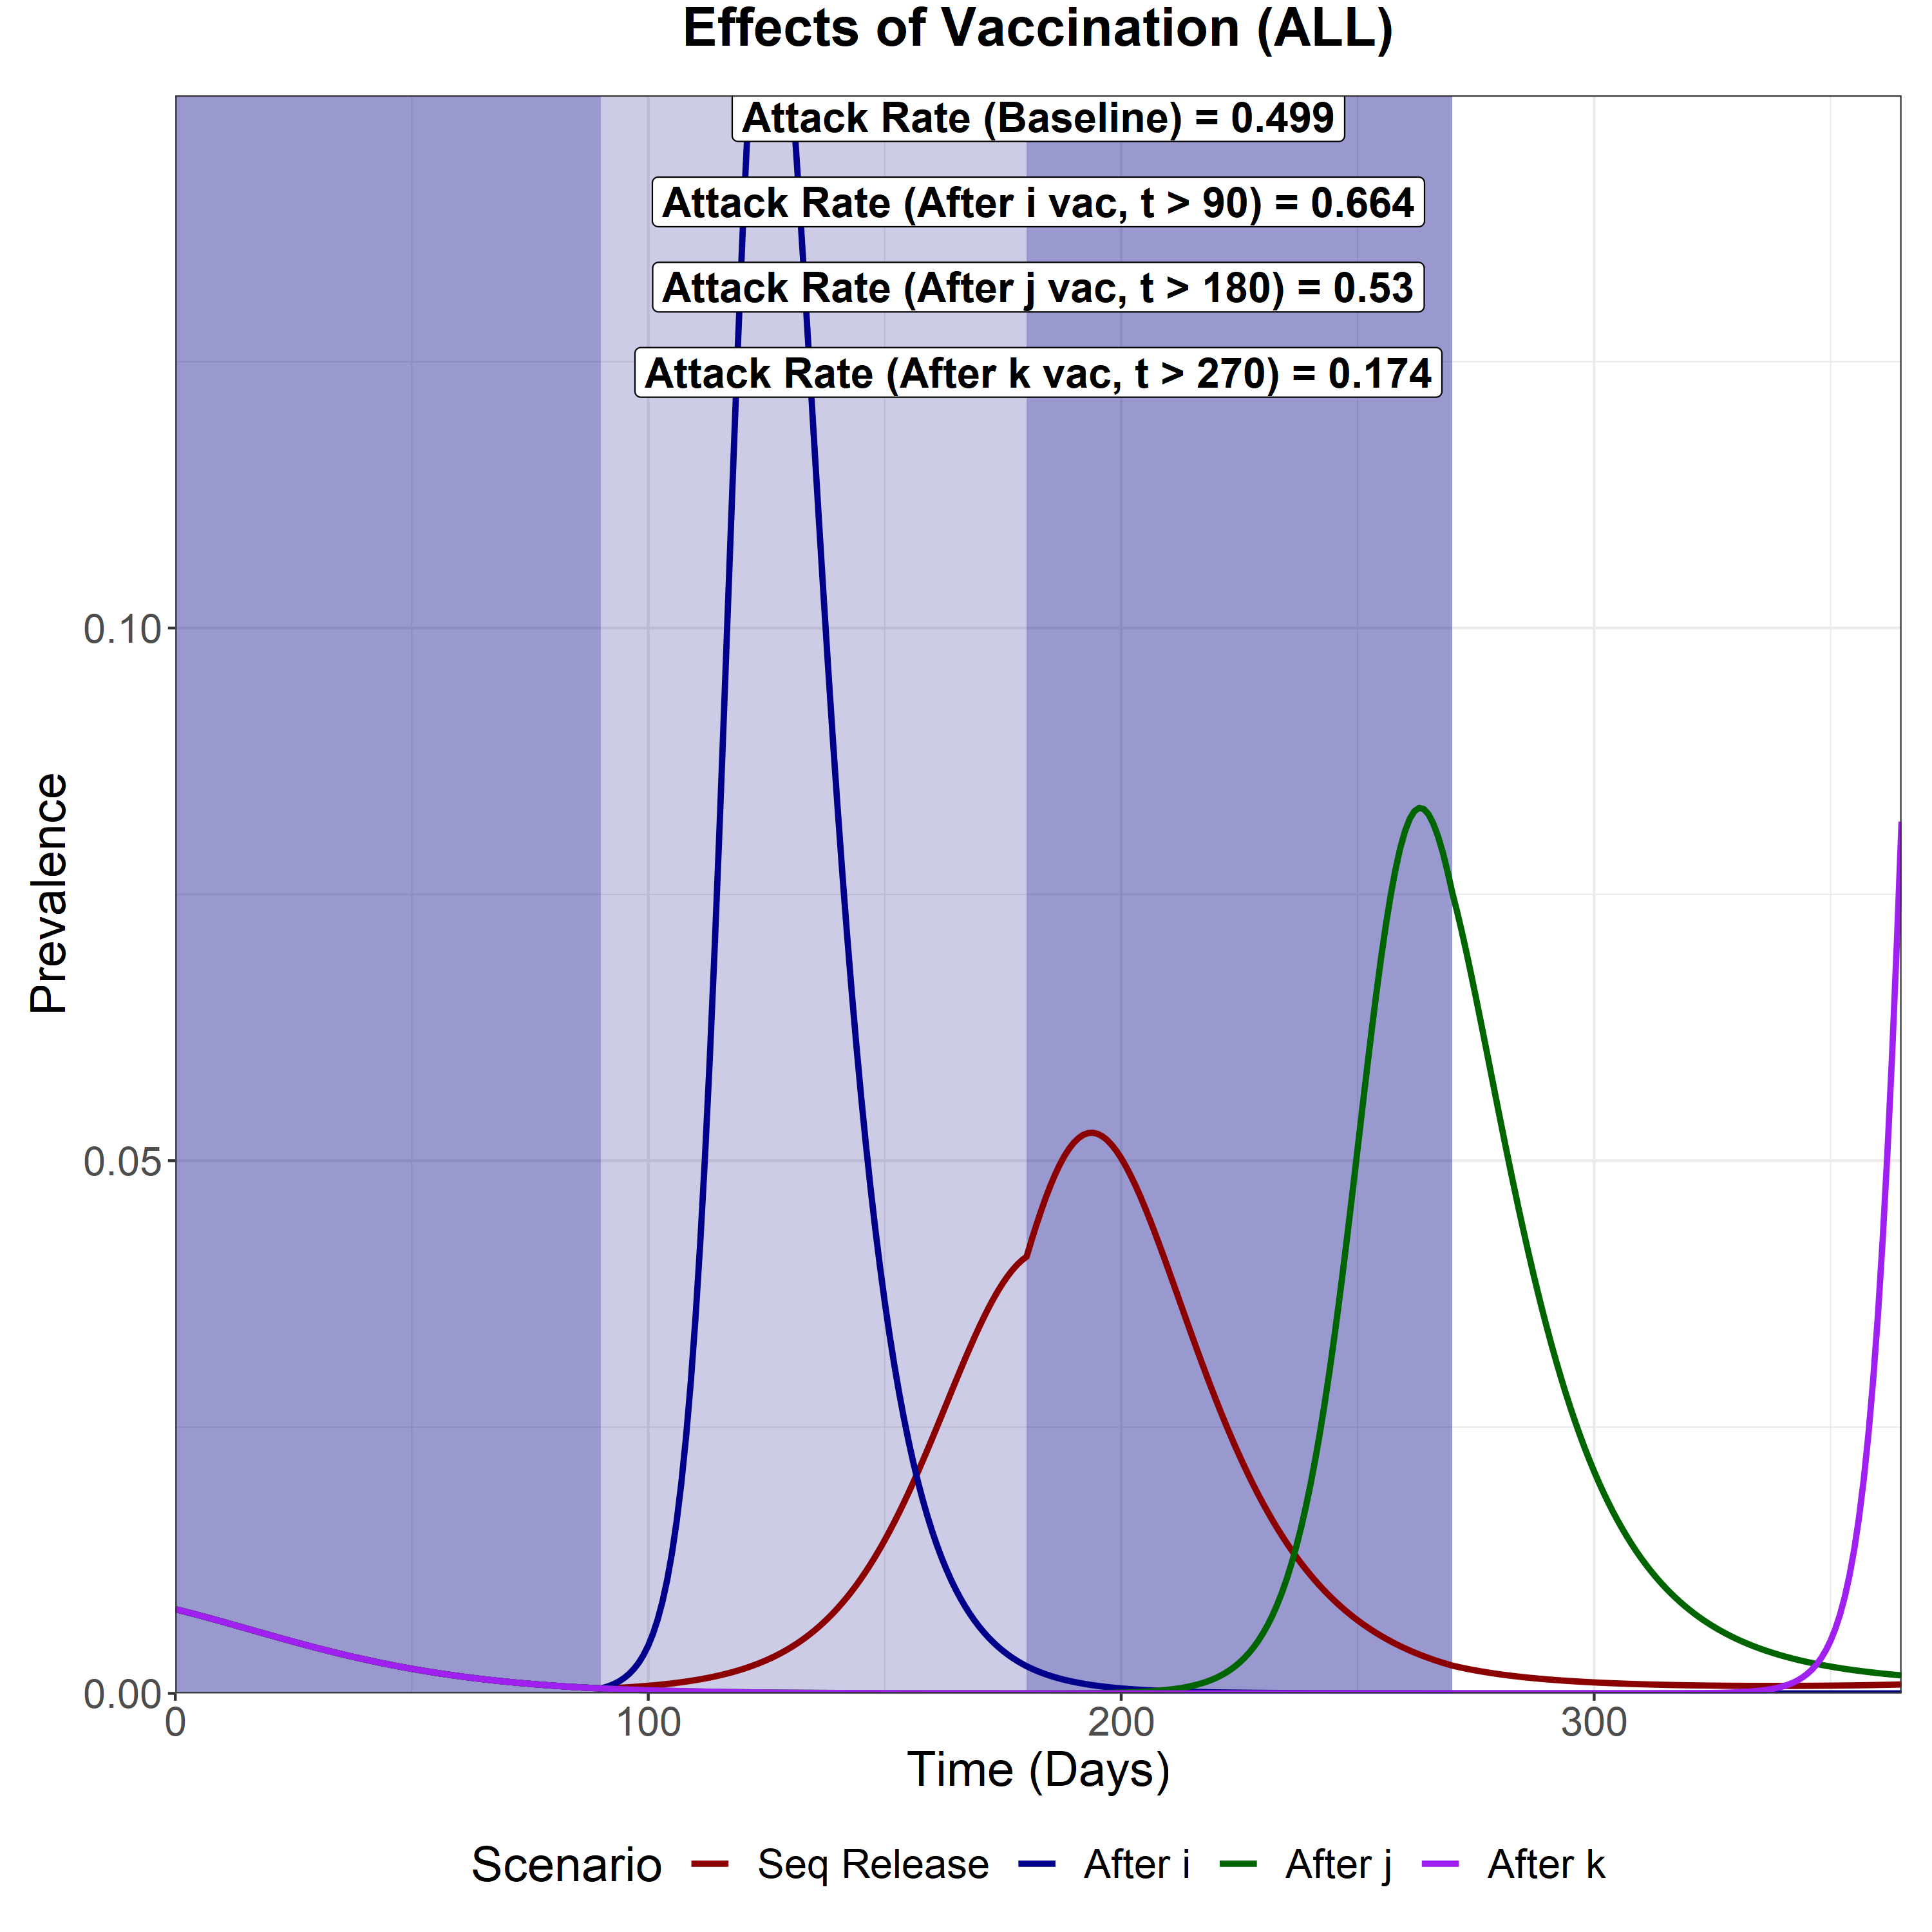 Effects of Vaccination (ALL)
Attack Rate (Baseline) = 0.499
Attack Rate (After i vac, t > 90) = 0.664
Attack Rate (After j vac, t > 180) = 0.53
Attack Rate (After k vac, t > 270) = 0.174
Prevalence
0.10
0.05
0.00
0 100 200 300
Time (Days)
Scenario Seq Release After i After j After k